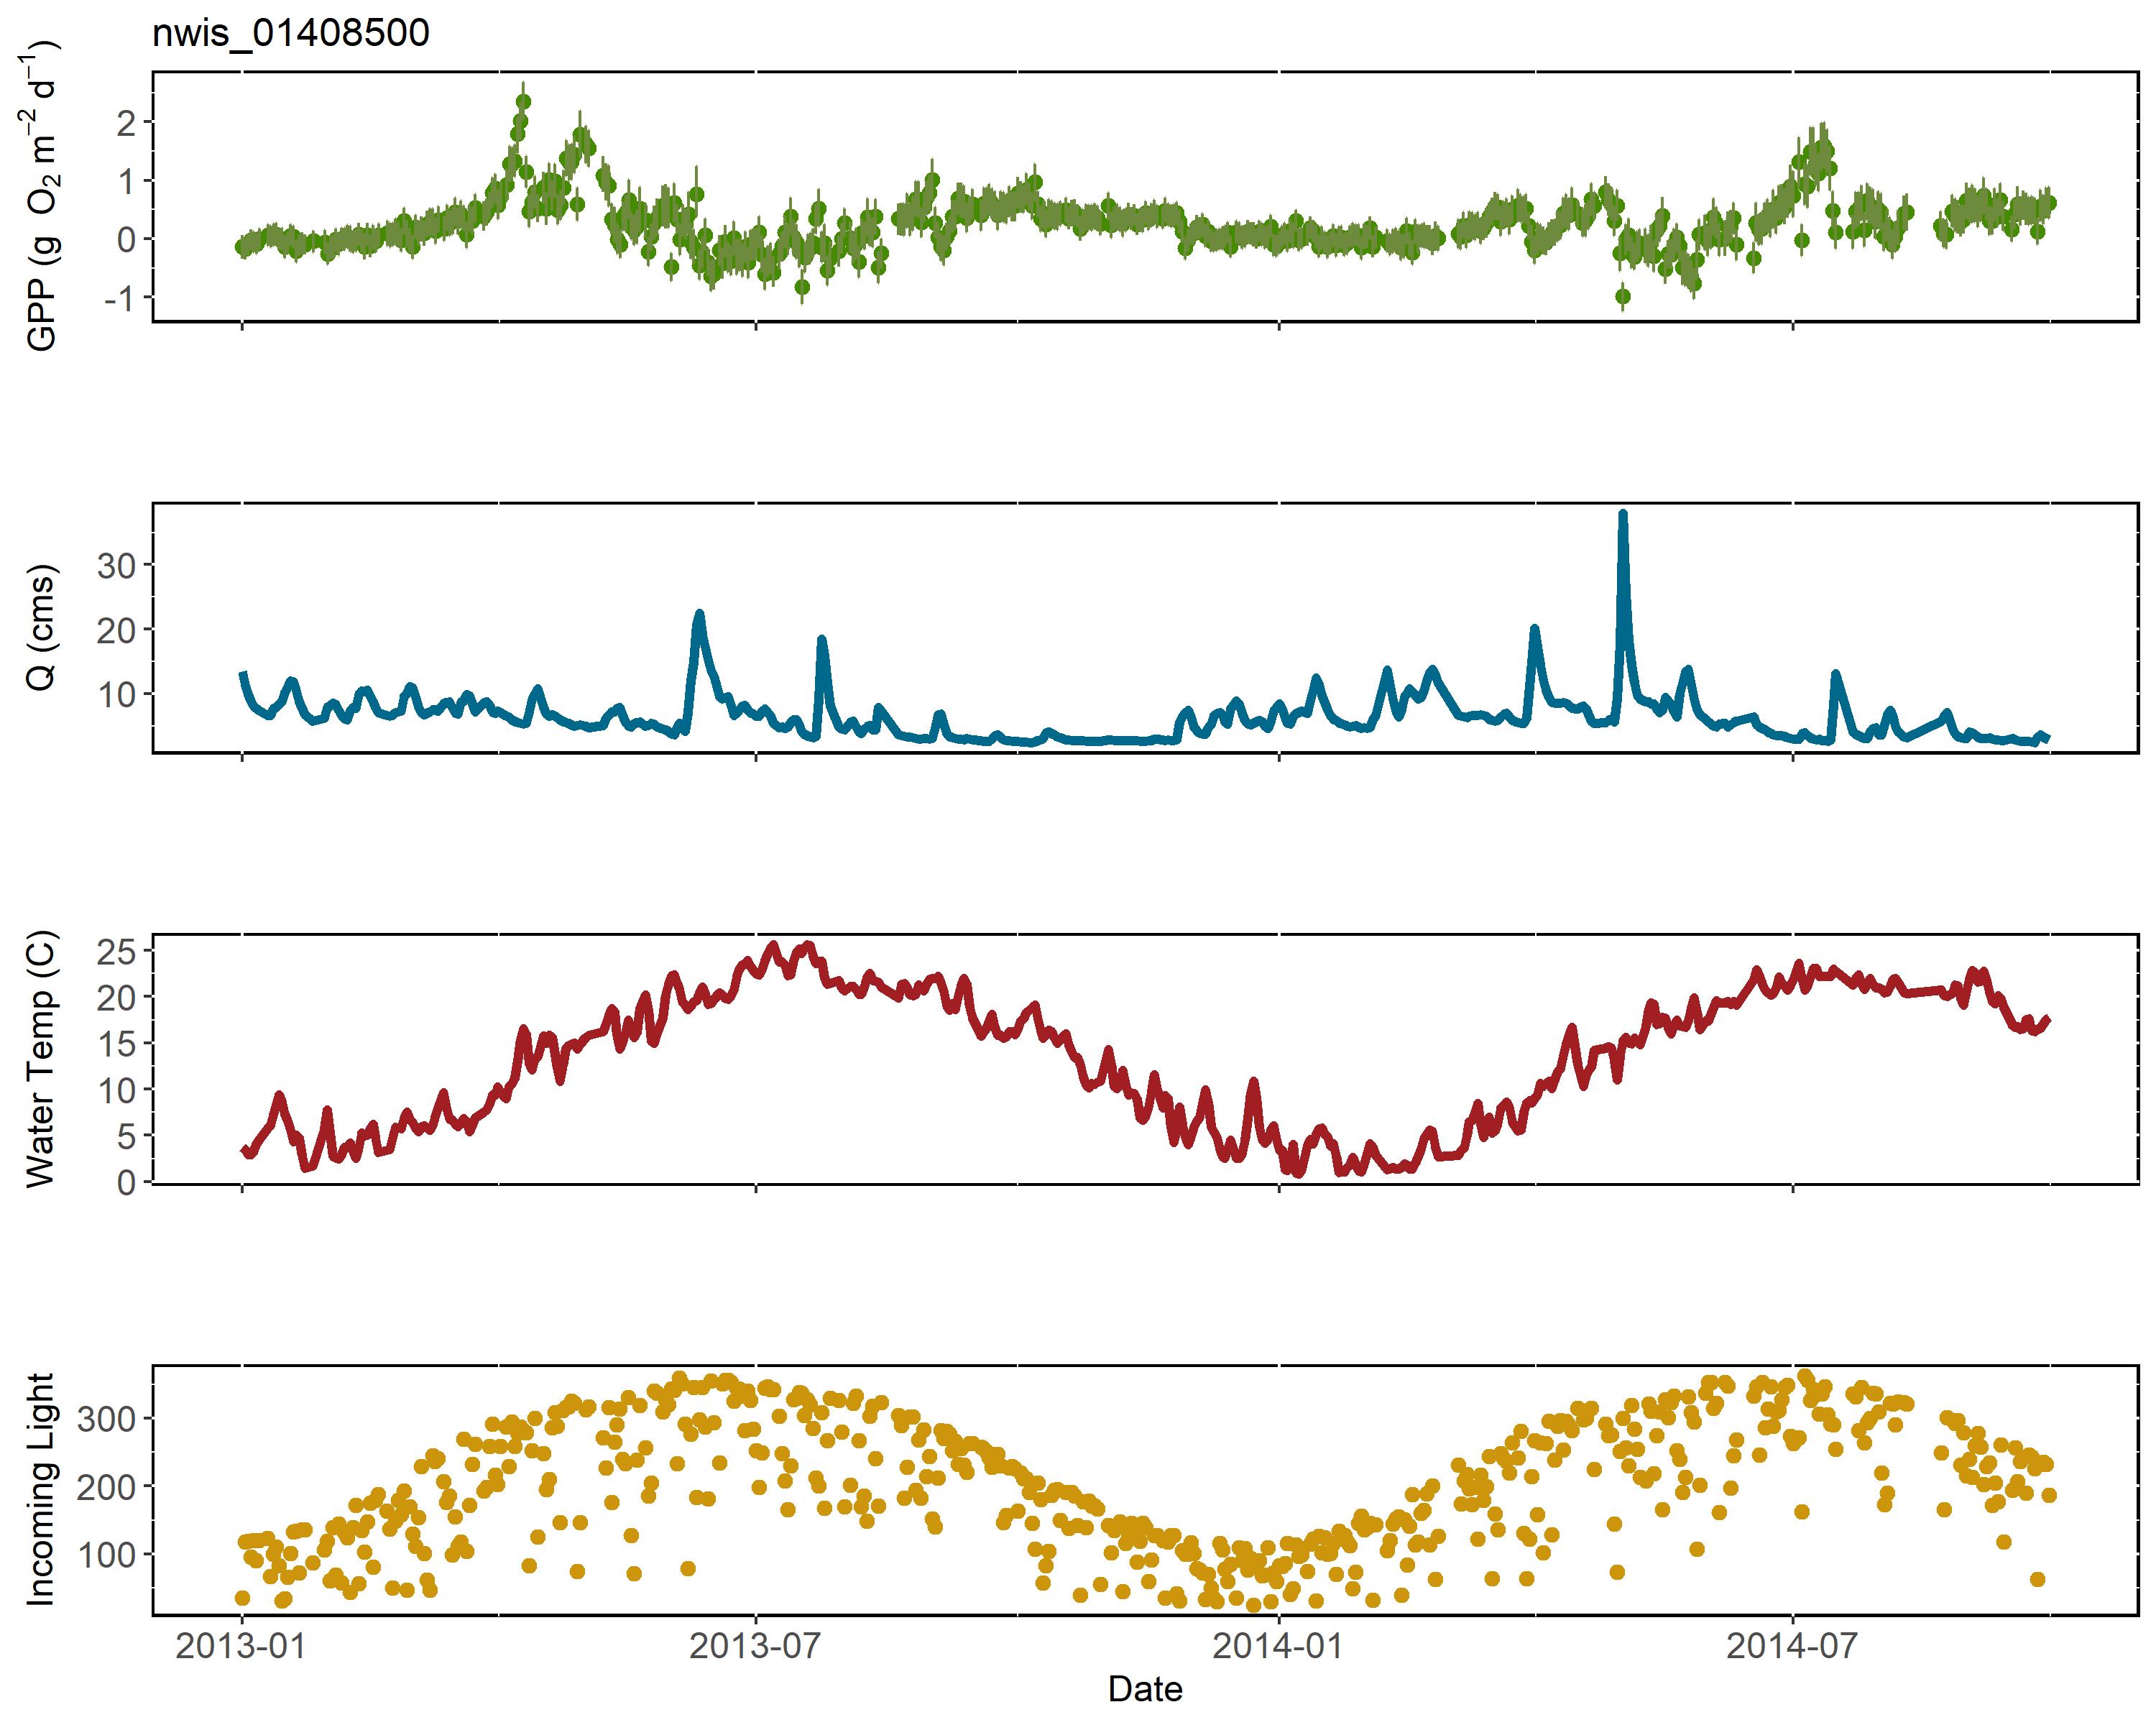 nwis_01408500
GPP (g O₂ m⁻² d⁻¹)
2
1
0
-1
Q (cms)
30
20
10
Water Temp (C)
25
20
15
10
5
0
Incoming Light
300
200
100
2013-01 2013-07 2014-01 2014-07
Date